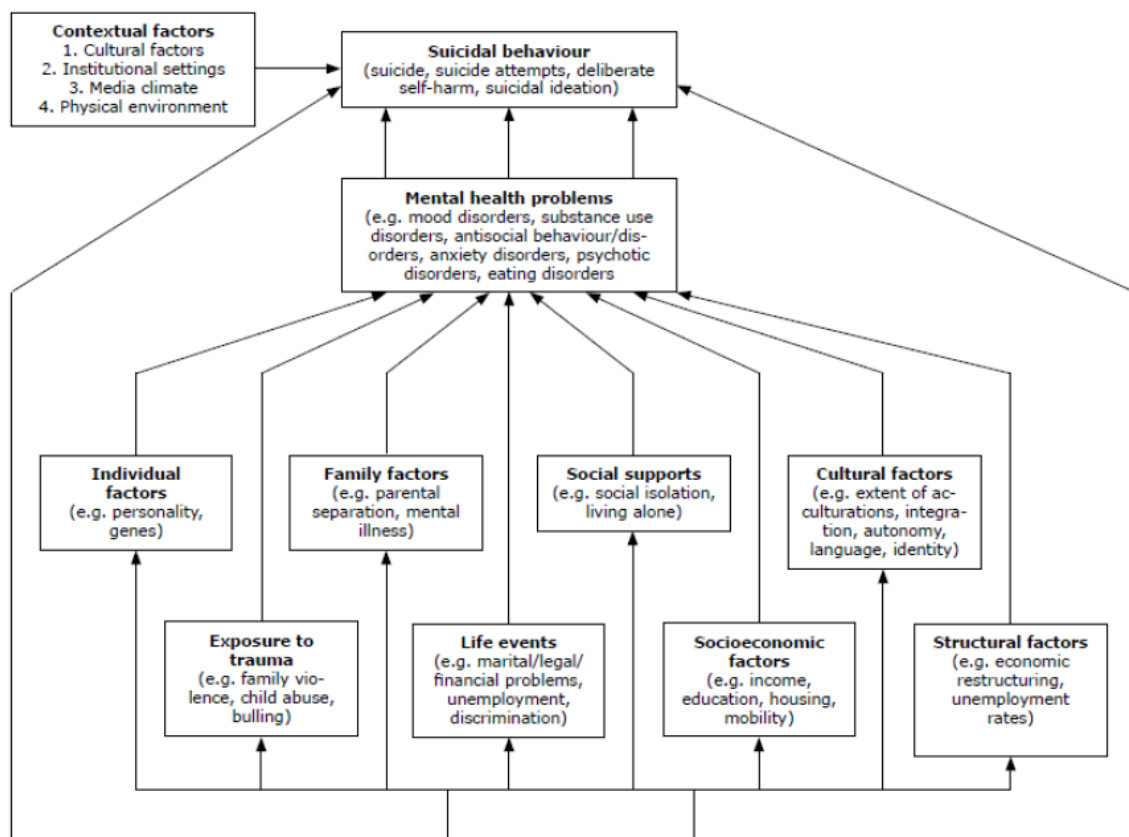 Contextual factors
1. Cultural factors
2. Institutional settings
3. Media climate
4. Physical environment
Suicidal behaviour
(suicide, suicide attempts, deliberate
self-harm, suicidal ideation)
Mental health problems
(e.g. mood disorders, substance use
disorders, antisocial behaviour/dis-
orders, anxiety disorders, psychotic
disorders, eating disorders
Individual
factors
(e.g. personality,
genes)
Family factors
(e.g. parental
separation, mental
illness)
Social supports
(e.g. social isolation,
living alone)
Cultural factors
(e.g. extent of ac-
culturations, integra-
tion, autonomy,
language, identity)
Exposure to
trauma
(e.g. family vio-
lence, child abuse,
bulling)
Life events
(e.g. marital/legal/
financial problems,
unemployment,
discrimination)
Socioeconomic
factors
(e.g. income,
education, housing,
mobility)
Structural factors
(e.g. economic
restructuring,
unemployment
rates)